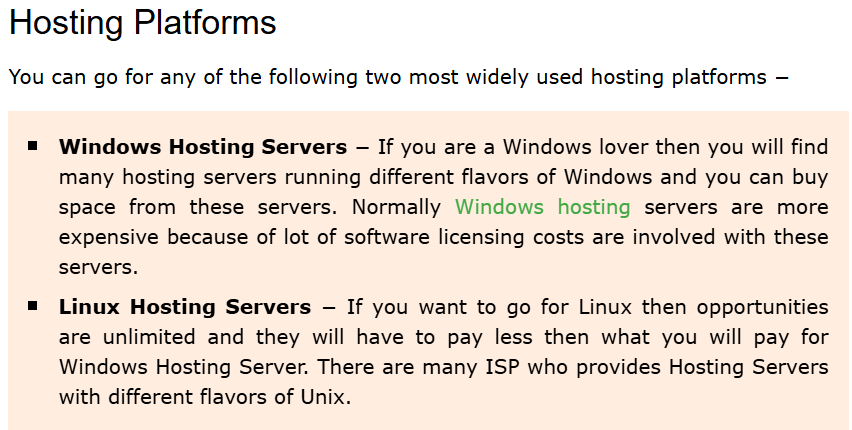 Hosting Platforms
You can go for any of the following two most widely used hosting platforms −
▪ Windows Hosting Servers − If you are a Windows lover then you will find
many hosting servers running different flavors of Windows and you can buy
space from these servers. Normally Windows hosting servers are more
expensive because of lot of software licensing costs are involved with these
servers.
▪ Linux Hosting Servers − If you want to go for Linux then opportunities
are unlimited and they will have to pay less then what you will pay for
Windows Hosting Server. There are many ISP who provides Hosting Servers
with different flavors of Unix.